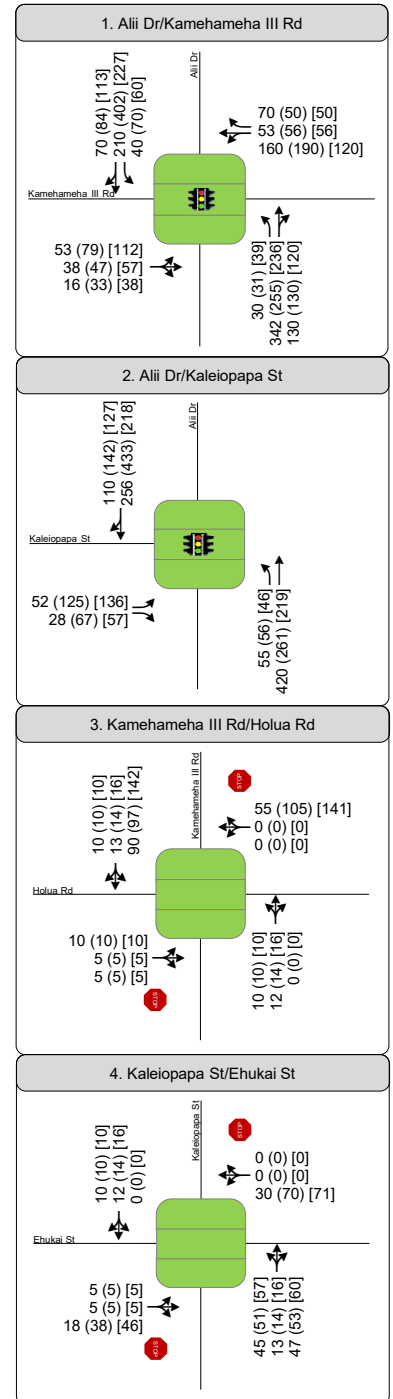 1. Alii Dr/Kamehameha III Rd
Alii Dr
70 (84) [113]
210 (402) [227]
40 (70) [60]
70 (50) [50]
53 (56) [56]
160 (190) [120]
Kamehameha III Rd
53 (79) [112]
38 (47) [57]
16 (33) [38]
30 (31) [39]
342 (255) [236]
130 (130) [120]
2. Alii Dr/Kaleiopapa St
Alii Dr
110 (142) [127]
256 (433) [218]
Kaleiopapa St
52 (125) [136]
28 (67) [57]
55 (56) [46]
420 (261) [219]
3. Kamehameha III Rd/Holua Rd
Kamehameha III Rd
STOP
10 (10) [10]
13 (14) [16]
90 (97) [142]
55 (105) [141]
0 (0) [0]
0 (0) [0]
Holua Rd
10 (10) [10]
5 (5) [5]
5 (5) [5]
STOP
10 (10) [10]
12 (14) [16]
0 (0) [0]
4. Kaleiopapa St/Ehukai St
Kaleiopapa St
STOP
10 (10) [10]
12 (14) [16]
0 (0) [0]
0 (0) [0]
0 (0) [0]
30 (70) [71]
Ehukai St
5 (5) [5]
5 (5) [5]
18 (38) [46]
STOP
45 (51) [57]
13 (14) [16]
47 (53) [60]